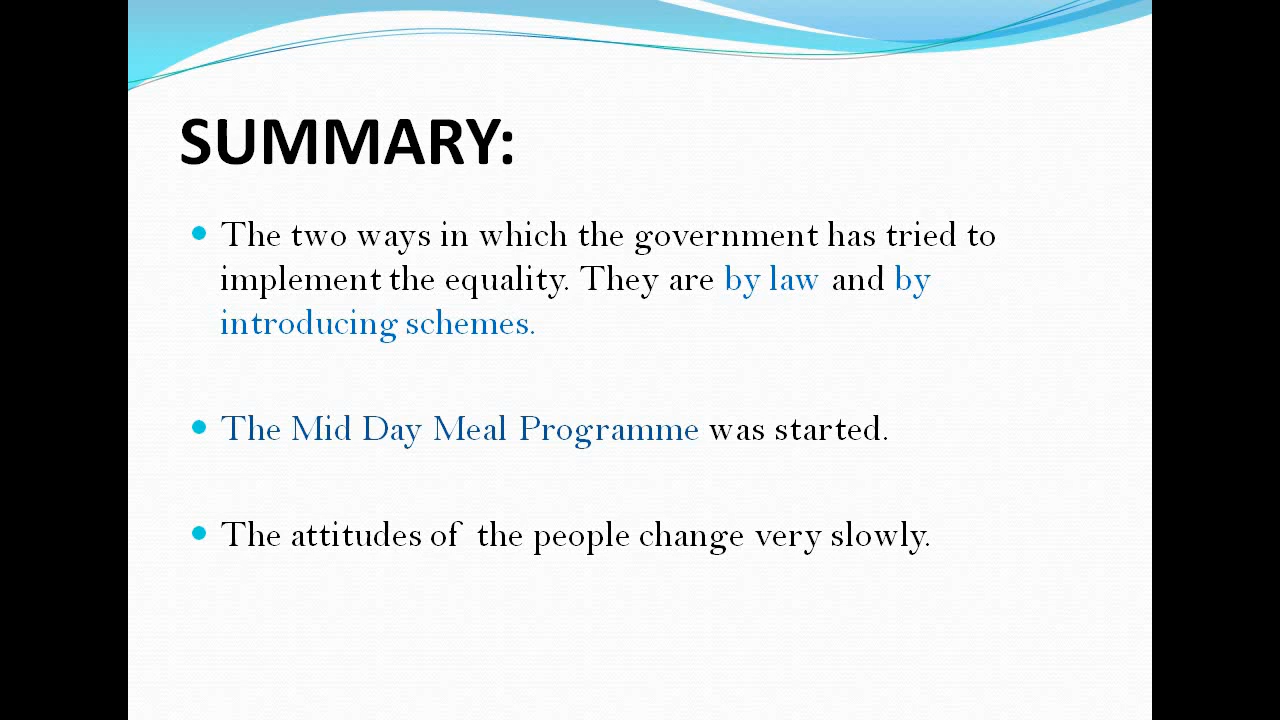 SUMMARY:
The two ways in which the government has tried to
implement the equality. They are by law and by
introducing schemes.
The Mid Day Meal Programme was started.
The attitudes of the people change very slowly.